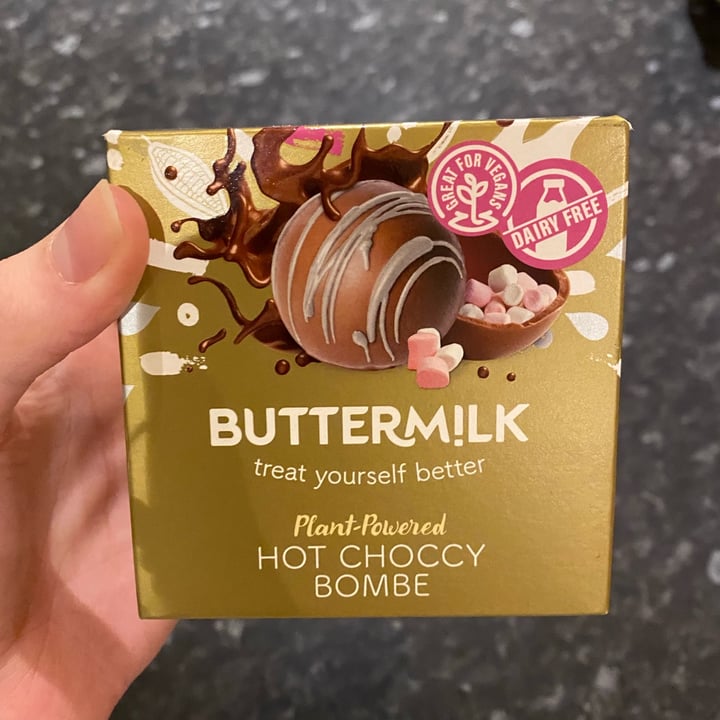 GREAT FOR VEGANS
DAIRY FREE
BUTTERM!LK
treat yourself better
Plant-Powered
HOT CHOCCY
BOMBE